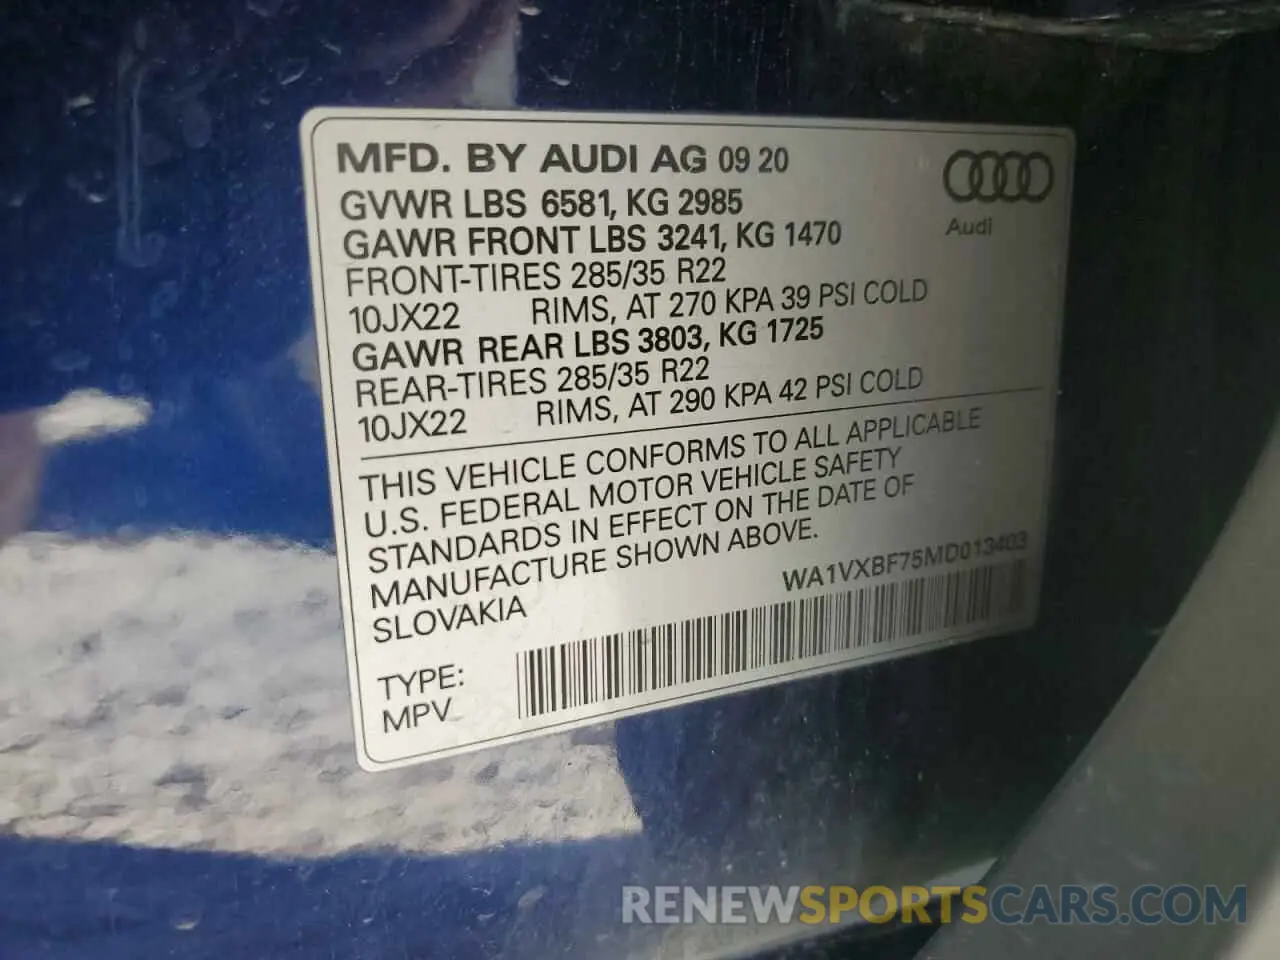 MFD. BY AUDI AG 09 20
GVWR LBS 6581, KG 2985
GAWR FRONT LBS 3241, KG 1470
FRONT-TIRES 285/35 R22
10JX22 RIMS, AT 270 KPA 39 PSI COLD
GAWR REAR LBS 3803, KG 1725
REAR-TIRES 285/35 R22
10JX22 RIMS, AT 290 KPA 42 PSI COLD
Audi
THIS VEHICLE CONFORMS TO ALL APPLICABLE
U.S. FEDERAL MOTOR VEHICLE SAFETY
STANDARDS IN EFFECT ON THE DATE OF
MANUFACTURE SHOWN ABOVE.
SLOVAKIA
WA1VXBF75MD013403
TYPE:
MPV
RENEWSPORTSCARS.COM